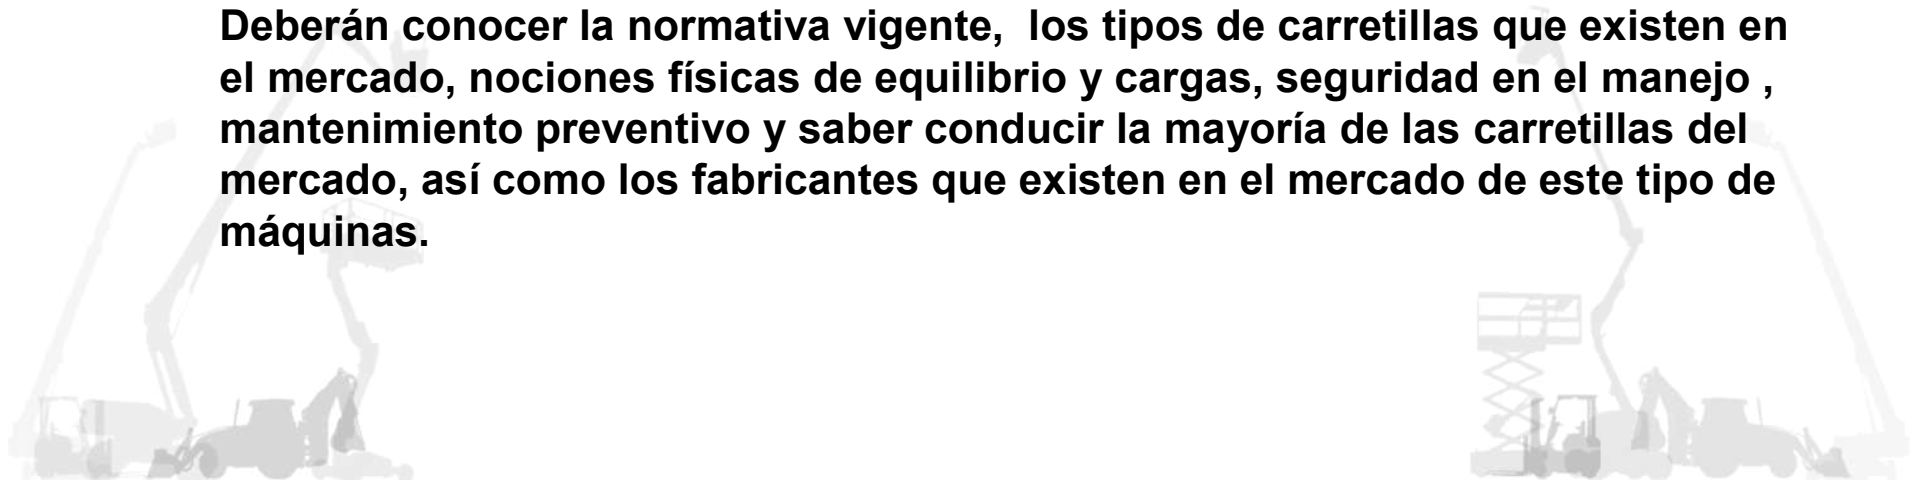 Deberán conocer la normativa vigente,  los tipos de carretillas que existen en
el mercado, nociones físicas de equilibrio y cargas, seguridad en el manejo ,
mantenimiento preventivo y saber conducir la mayoría de las carretillas del
mercado, así como los fabricantes que existen en el mercado de este tipo de
máquinas.